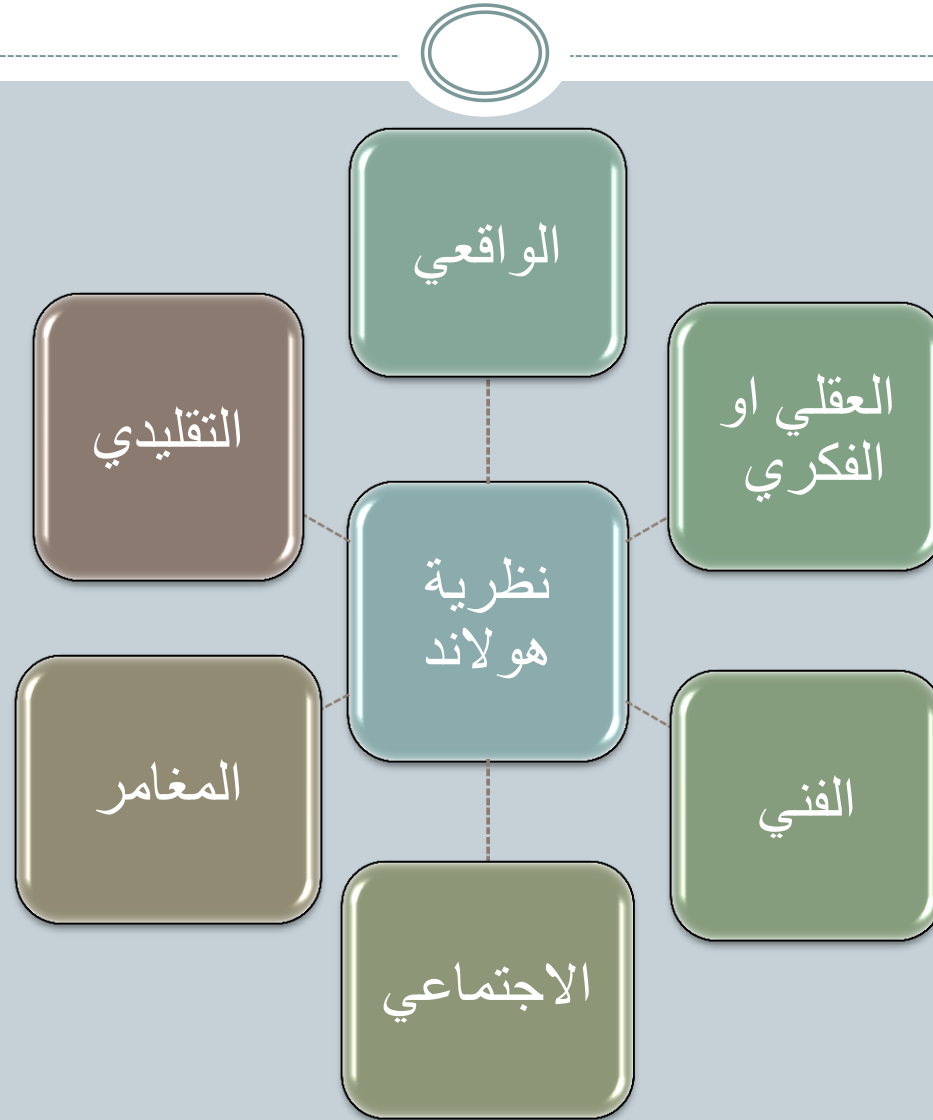 الواقعي
العقلي او
الفكري
الفني
الاجتماعي
المغامر
التقليدي
نظرية
هولاند